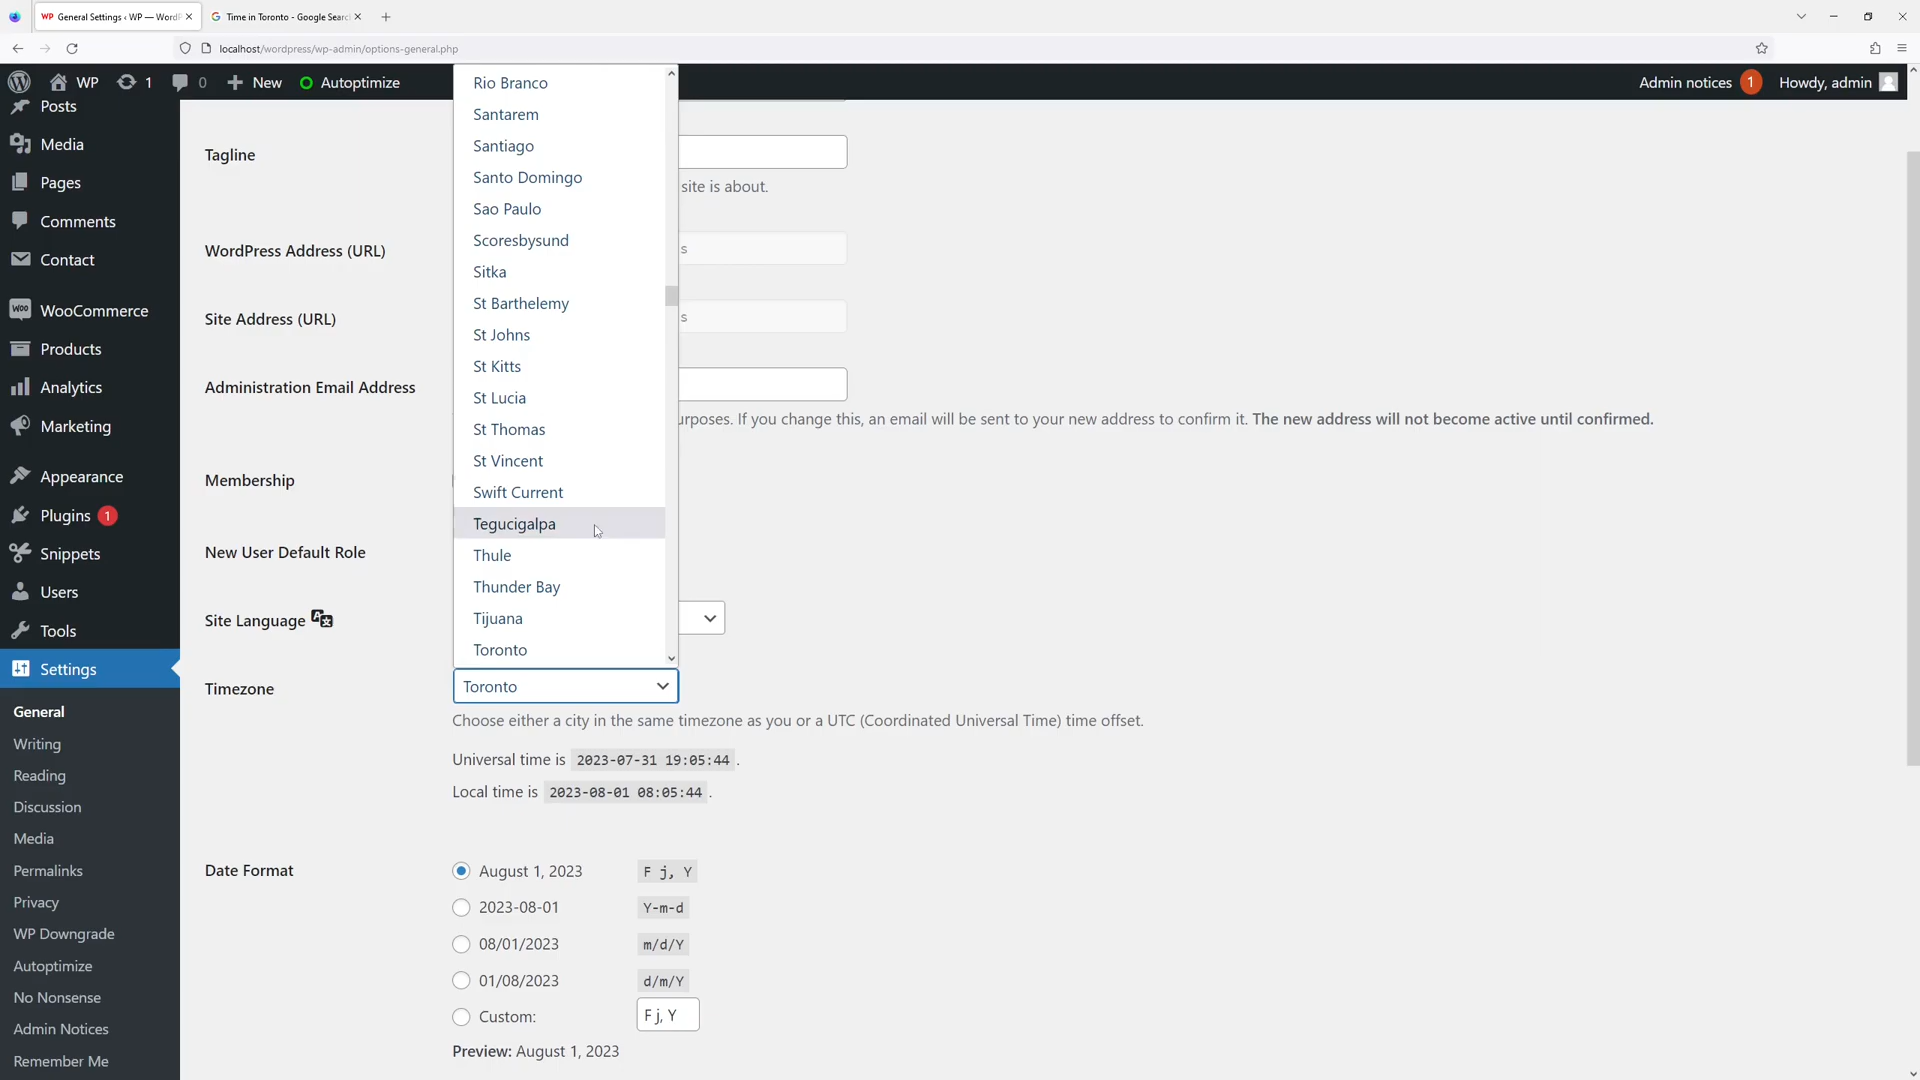 WP General Settings ‹ WP — WordP
Time in Toronto - Google Searc
localhost/wordpress/wp-admin/options-general.php
WP 1 0 New Autoptimize
Admin notices 1 Howdy, admin
Posts
Media
Pages
Comments
Contact
WooCommerce
Products
Analytics
Marketing
Appearance
Plugins 1
Snippets
Users
Tools
Settings
General
Writing
Reading
Discussion
Media
Permalinks
Privacy
WP Downgrade
Autoptimize
No Nonsense
Admin Notices
Remember Me
Tagline
site is about.
WordPress Address (URL)
s
Site Address (URL)
s
Administration Email Address
urposes. If you change this, an email will be sent to your new address to confirm it. The new address will not become active until confirmed.
Membership
New User Default Role
Site Language
Rio Branco
Santarem
Santiago
Santo Domingo
Sao Paulo
Scoresbysund
Sitka
St Barthelemy
St Johns
St Kitts
St Lucia
St Thomas
St Vincent
Swift Current
Tegucigalpa
Thule
Thunder Bay
Tijuana
Toronto
Timezone
Toronto
Choose either a city in the same timezone as you or a UTC (Coordinated Universal Time) time offset.
Universal time is 2023-07-31 19:05:44 .
Local time is 2023-08-01 08:05:44 .
Date Format
August 1, 2023 F j, Y
2023-08-01 Y-m-d
08/01/2023 m/d/Y
01/08/2023 d/m/Y
Custom: F j, Y
Preview: August 1, 2023